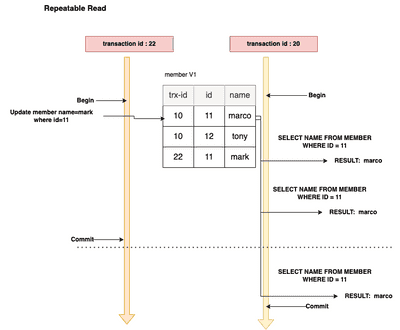 Repeatable Read
transaction id : 22
transaction id : 20
member V1
trx-id id name
10 11 marco
10 12 tony
22 11 mark
Begin
Update member name=mark
where id=11
Commit
Begin
SELECT NAME FROM MEMBER
WHERE ID = 11
RESULT: marco
SELECT NAME FROM MEMBER
WHERE ID = 11
RESULT: marco
SELECT NAME FROM MEMBER
WHERE ID = 11
RESULT: marco
Commit